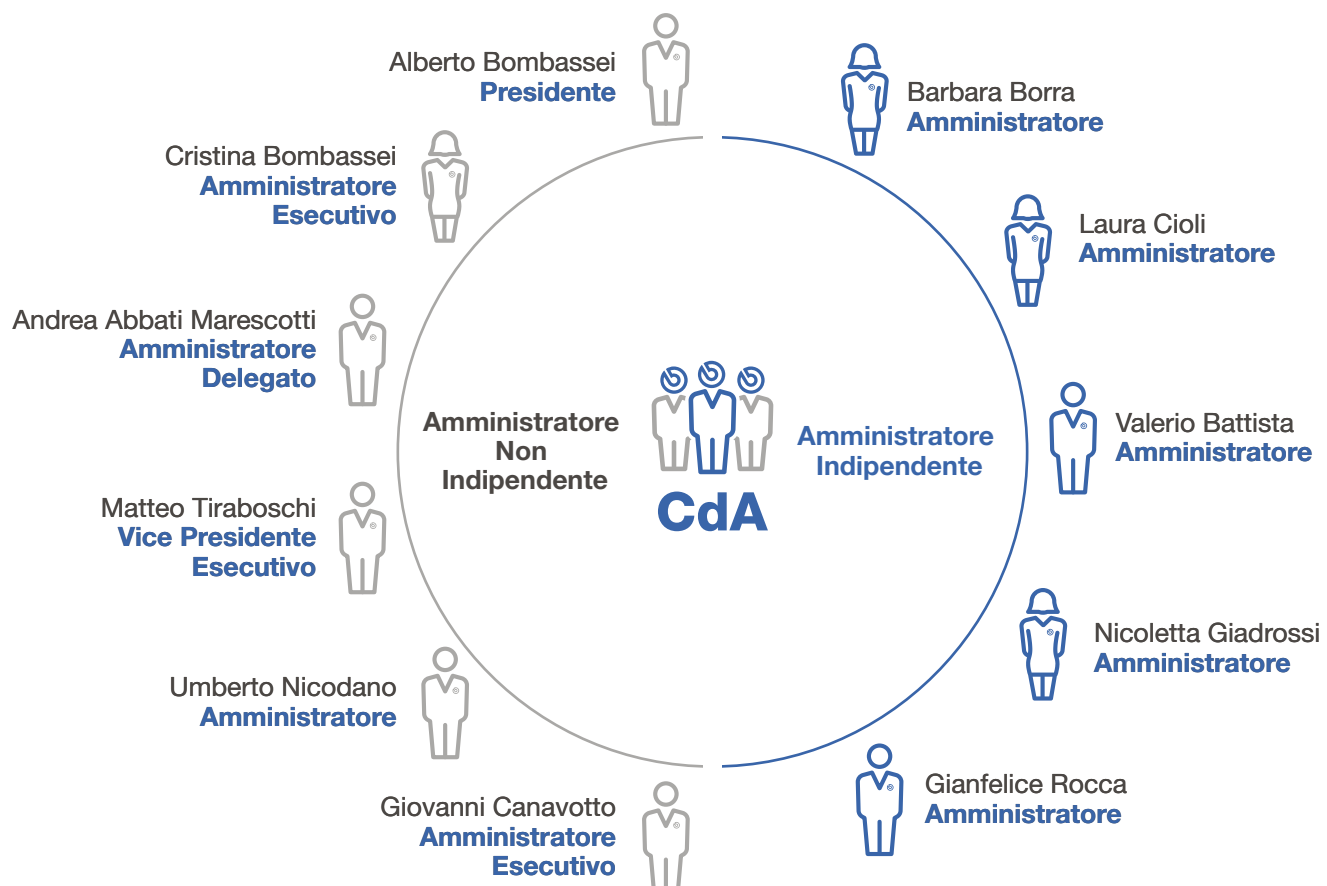 Alberto Bombassei
Presidente
Cristina Bombassei
Amministratore
Esecutivo
Andrea Abbati Marescotti
Amministratore
Delegato
Matteo Tiraboschi
Vice Presidente
Esecutivo
Umberto Nicodano
Amministratore
Giovanni Canavotto
Amministratore
Esecutivo
Amministratore
Non
Indipendente
CdA
Amministratore
Indipendente
Barbara Borra
Amministratore
Laura Cioli
Amministratore
Valerio Battista
Amministratore
Nicoletta Giadrossi
Amministratore
Gianfelice Rocca
Amministratore